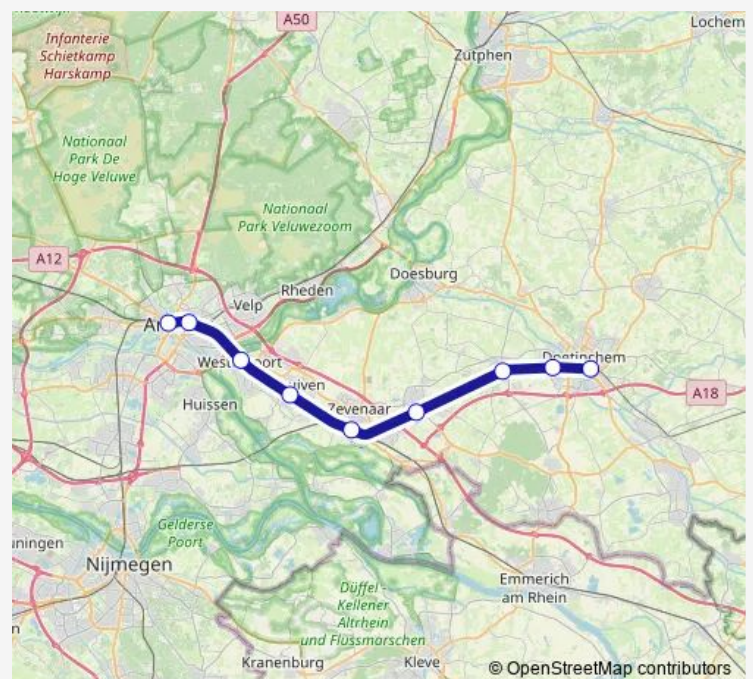 A50
Lochem
Infanterie
Schietkamp
Harskamp
Zutphen
Nationaal
Park De
Hoge Veluwe
Nationaal
Park Veluwezoom
A12
Doesburg
Rheden
Velp
Doetinchem
A18
Zevenaar
Huissen
Gelderse
Poort
Nijmegen
Emmerich
am Rhein
Düffel -
Kellener
Altrhein
und Flüssmarschen
Kranenburg
Kleve
© OpenStreetMap contributors